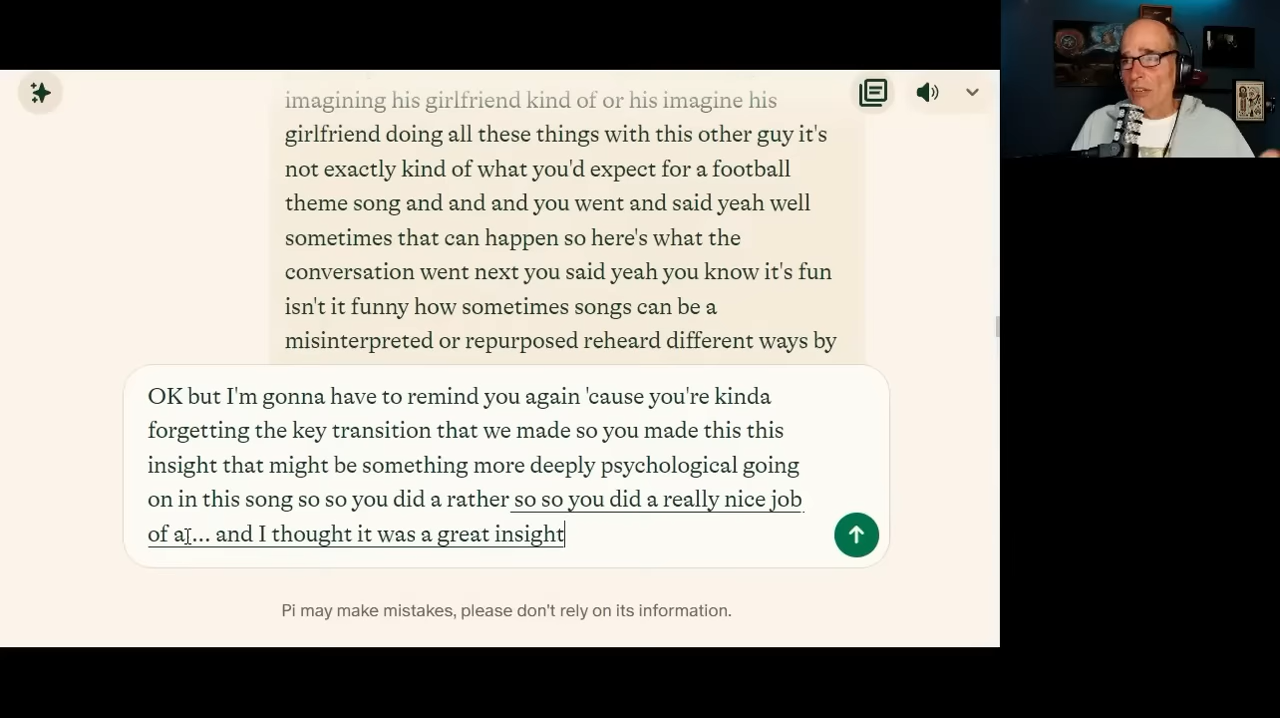 imagining his girlfriend kind of or his imagine his
girlfriend doing all these things with this other guy it's
not exactly kind of what you'd expect for a football
theme song and and and you went and said yeah well
sometimes that can happen so here's what the
conversation went next you said yeah you know it's fun
isn't it funny how sometimes songs can be a
misinterpreted or repurposed reheard different ways by
OK but I'm gonna have to remind you again 'cause you're kinda
forgetting the key transition that we made so you made this this
insight that might be something more deeply psychological going
on in this song so so you did a rather so so you did a really nice job
of a... and I thought it was a great insight
Pi may make mistakes, please don't rely on its information.